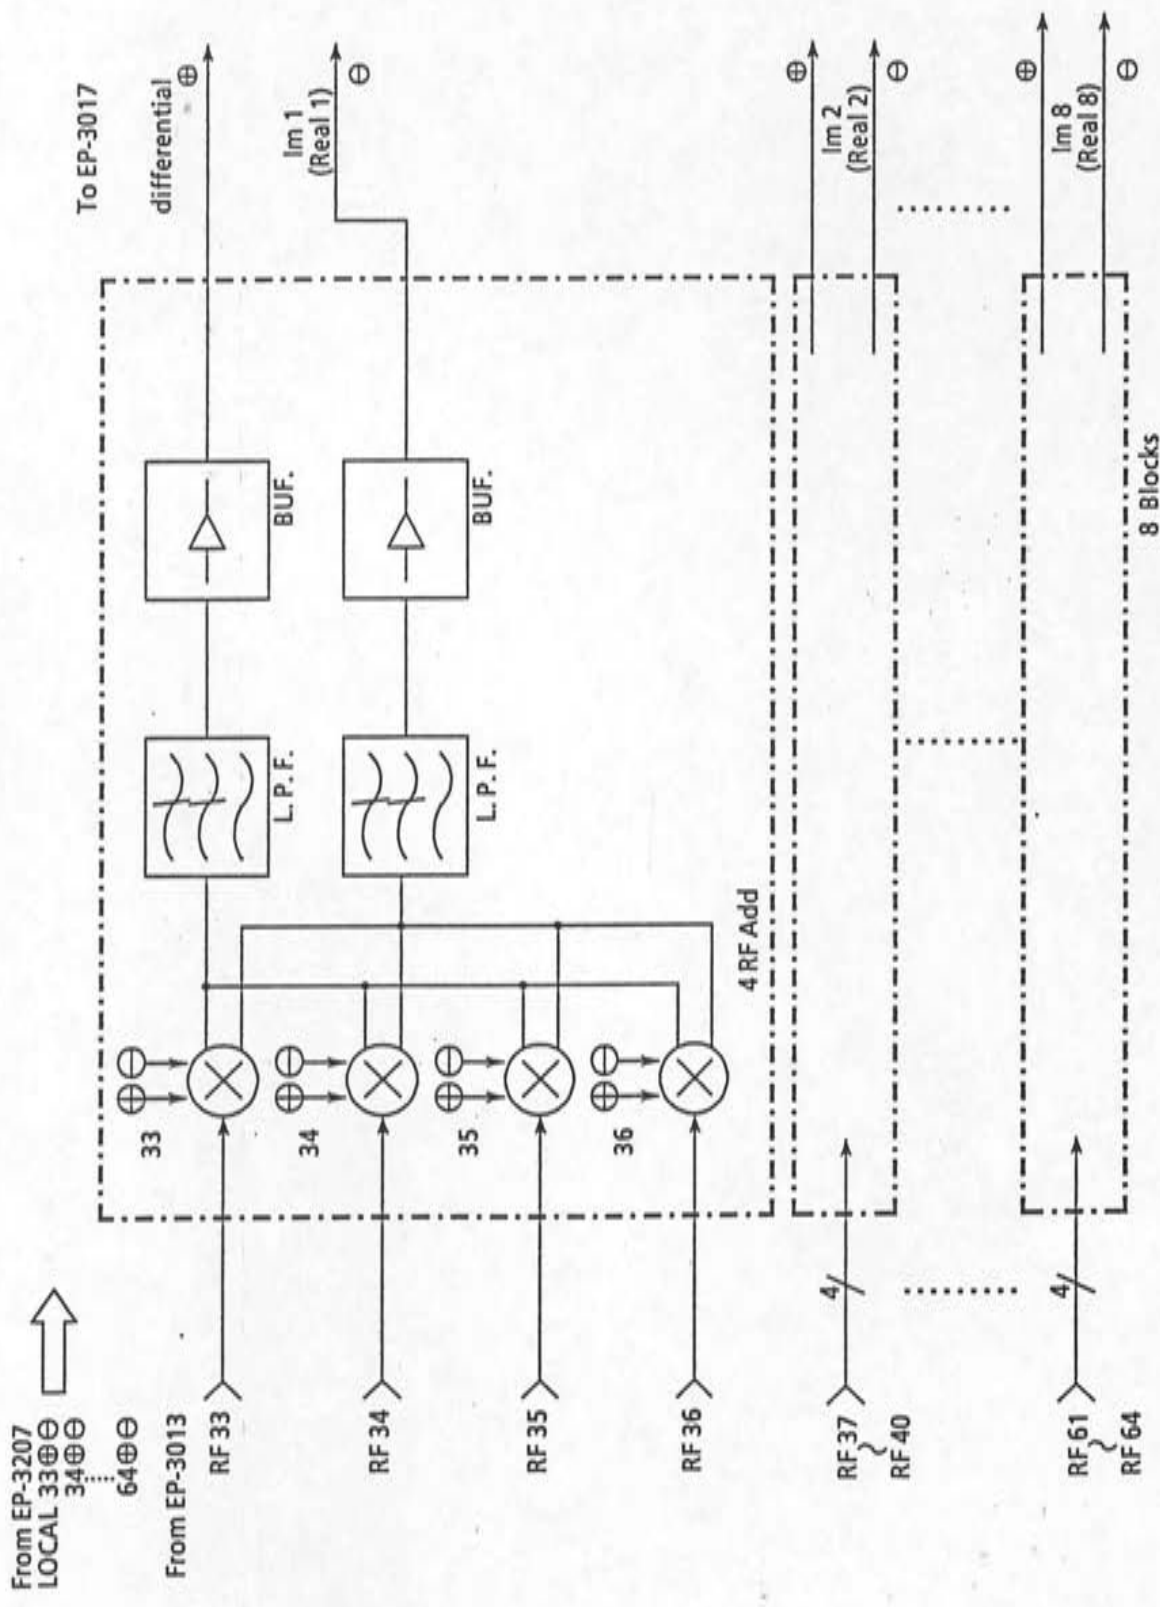 From EP-3207
LOCAL 33⊕⊖
34⊕⊖
64⊕⊖
From EP-3013
To EP-3017
differential
⊕
Im 1
(Real 1)
⊖
33
⊕⊖
L.P.F.
BUF.
34
⊕⊖
L.P.F.
BUF.
35
⊕⊖
36
⊕⊖
4 RF Add
RF 33
RF 34
RF 35
RF 36
RF 37
~
RF 40
4
⊕
Im 2
(Real 2)
⊖
RF 61
~
RF 64
4
⊕
Im 8
(Real 8)
⊖
8 Blocks